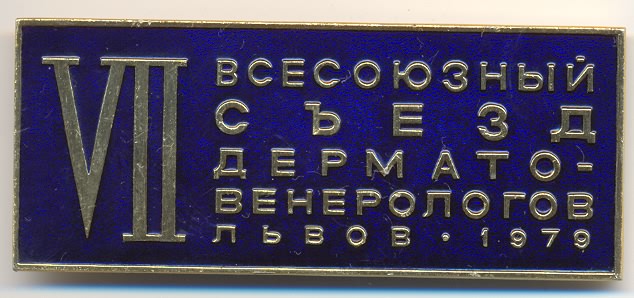 VII
ВСЕСОЮЗНЫЙ
СЪЕЗД
ДЕРМАТО-
ВЕНЕРОЛОГОВ
ЛЬВОВ · 1979